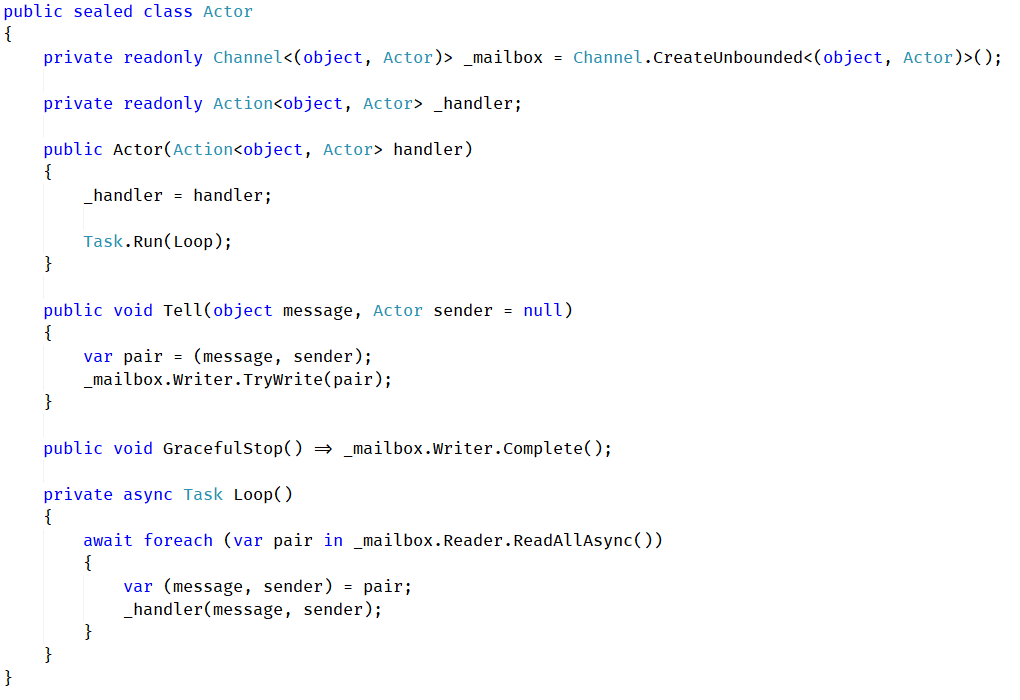 public sealed class Actor
{
    private readonly Channel<(object, Actor)> _mailbox = Channel.CreateUnbounded<(object, Actor)>();

    private readonly Action<object, Actor> _handler;

    public Actor(Action<object, Actor> handler)
    {
        _handler = handler;

        Task.Run(Loop);
    }

    public void Tell(object message, Actor sender = null)
    {
        var pair = (message, sender);
        _mailbox.Writer.TryWrite(pair);
    }

    public void GracefulStop() => _mailbox.Writer.Complete();

    private async Task Loop()
    {
        await foreach (var pair in _mailbox.Reader.ReadAllAsync())
        {
            var (message, sender) = pair;
            _handler(message, sender);
        }
    }
}